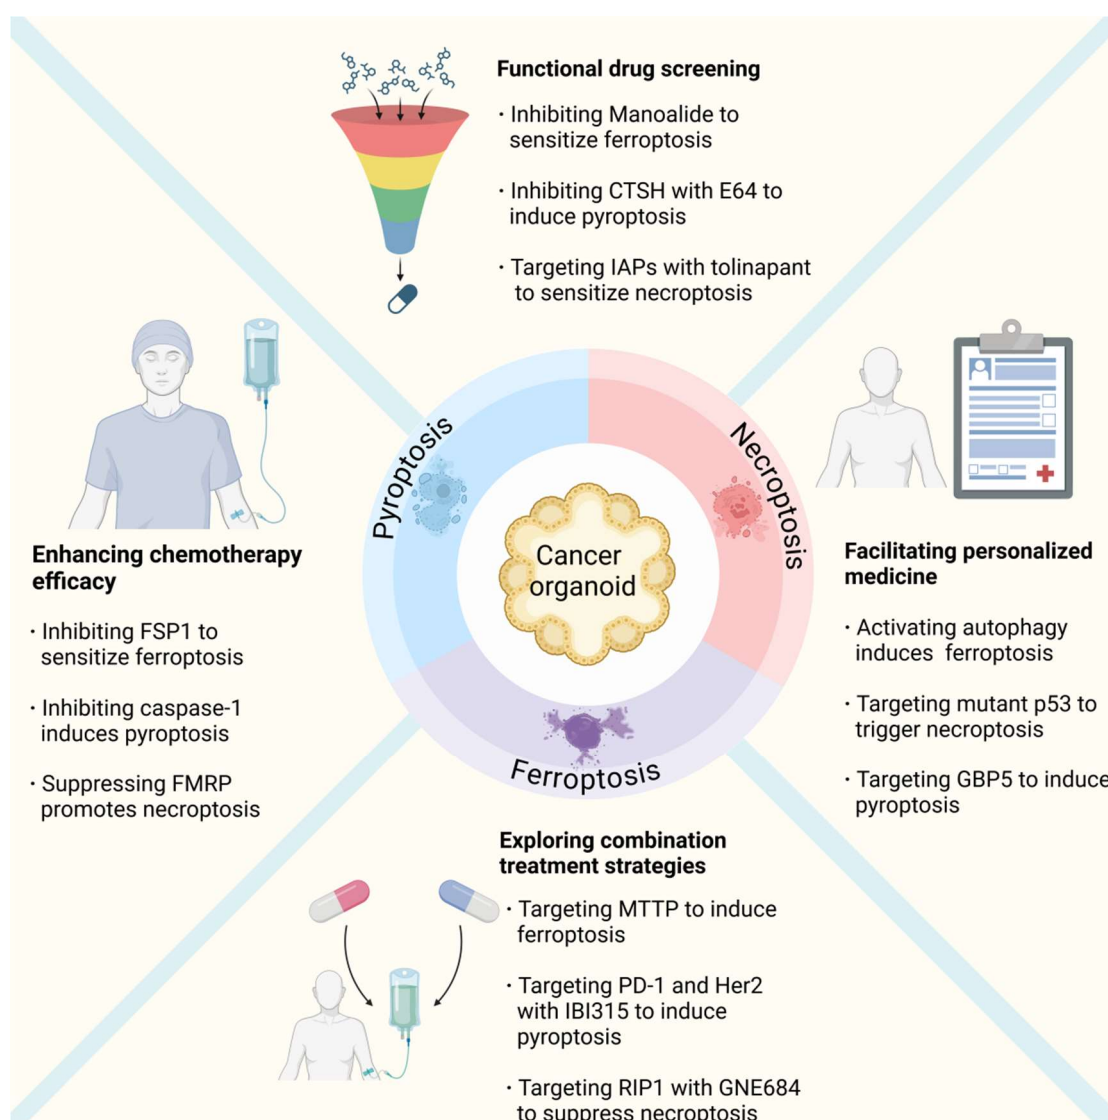 Functional drug screening
· Inhibiting Manoalide to
sensitize ferroptosis
· Inhibiting CTSH with E64 to
induce pyroptosis
· Targeting IAPs with tolinapant
to sensitize necroptosis
Pyroptosis
Necroptosis
Ferroptosis
Cancer
organoid
Enhancing chemotherapy
efficacy
· Inhibiting FSP1 to
sensitize ferroptosis
· Inhibiting caspase-1
induces pyroptosis
· Suppressing FMRP
promotes necroptosis
Facilitating personalized
medicine
· Activating autophagy
induces ferroptosis
· Targeting mutant p53 to
trigger necroptosis
· Targeting GBP5 to induce
pyroptosis
Exploring combination
treatment strategies
· Targeting MTTP to induce
ferroptosis
· Targeting PD-1 and Her2
with IBI315 to induce
pyroptosis
· Targeting RIP1 with GNE684
to suppress necroptosis